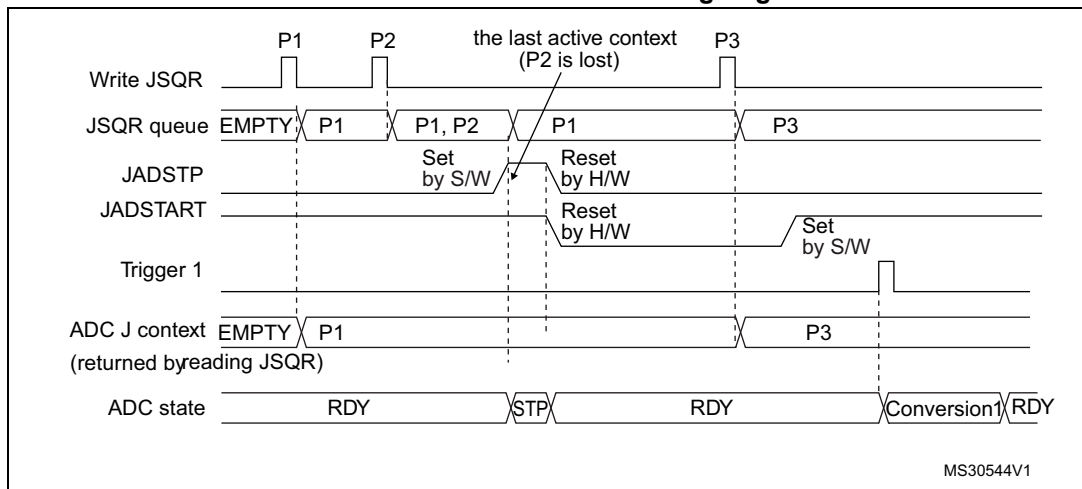 P1 P2 the last active context P3
(P2 is lost)
Write JSQR
JSQR queue EMPTY P1 P1, P2 P1 P3
Set Reset
JADSTP by S/W by H/W
JADSTART Reset Set
by H/W by S/W
Trigger 1
ADC J context EMPTY P1 P3
(returned by reading JSQR)
ADC state RDY STP RDY Conversion1 RDY
MS30544V1